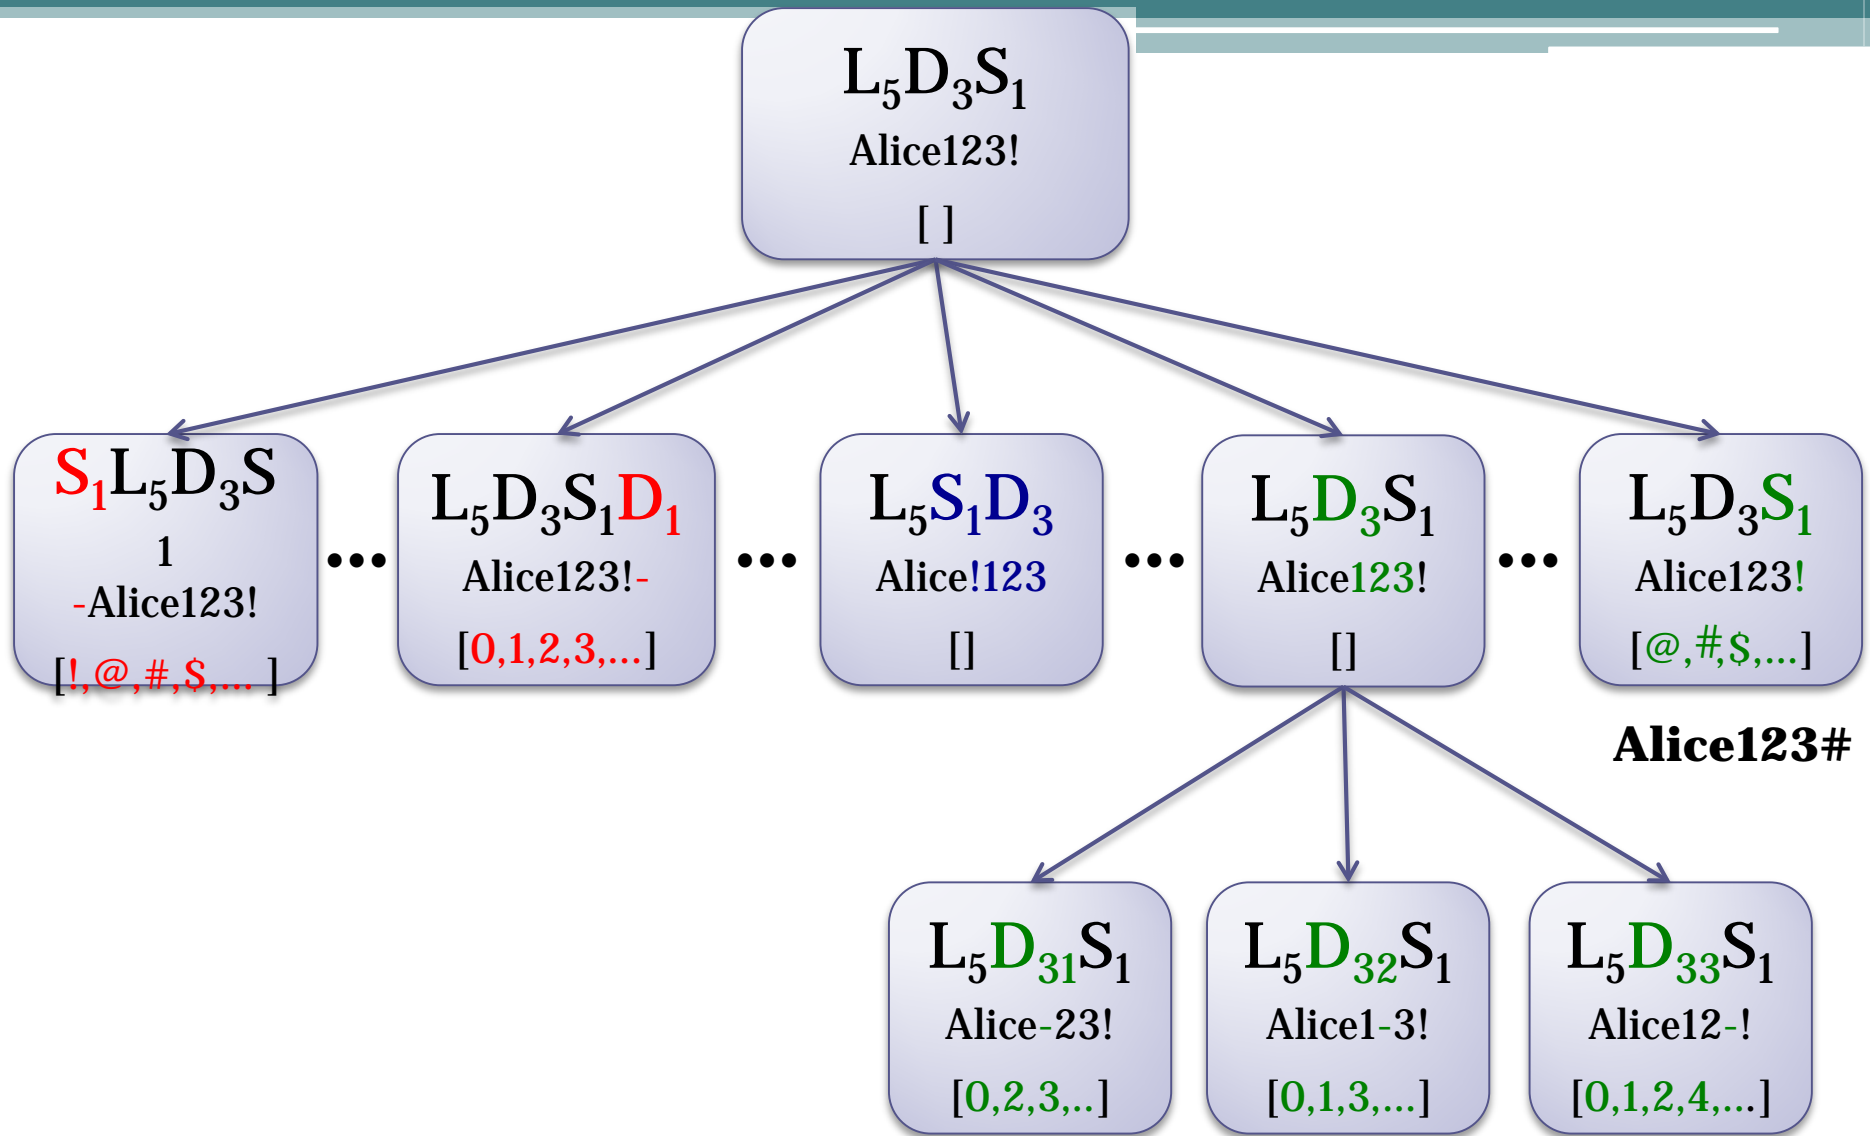 L₅D₃S₁
Alice123!
[ ]
S₁L₅D₃S
1
-Alice123!
[!,@,#,$,... ]
...
L₅D₃S₁D₁
Alice123!-
[0,1,2,3,...]
...
L₅S₁D₃
Alice!123
[]
...
L₅D₃S₁
Alice123!
[]
...
L₅D₃S₁
Alice123!
[@,#,$,...]
Alice123#
L₅D₃₁S₁
Alice-23!
[0,2,3,..]
L₅D₃₂S₁
Alice1-3!
[0,1,3,...]
L₅D₃₃S₁
Alice12-!
[0,1,2,4,...]